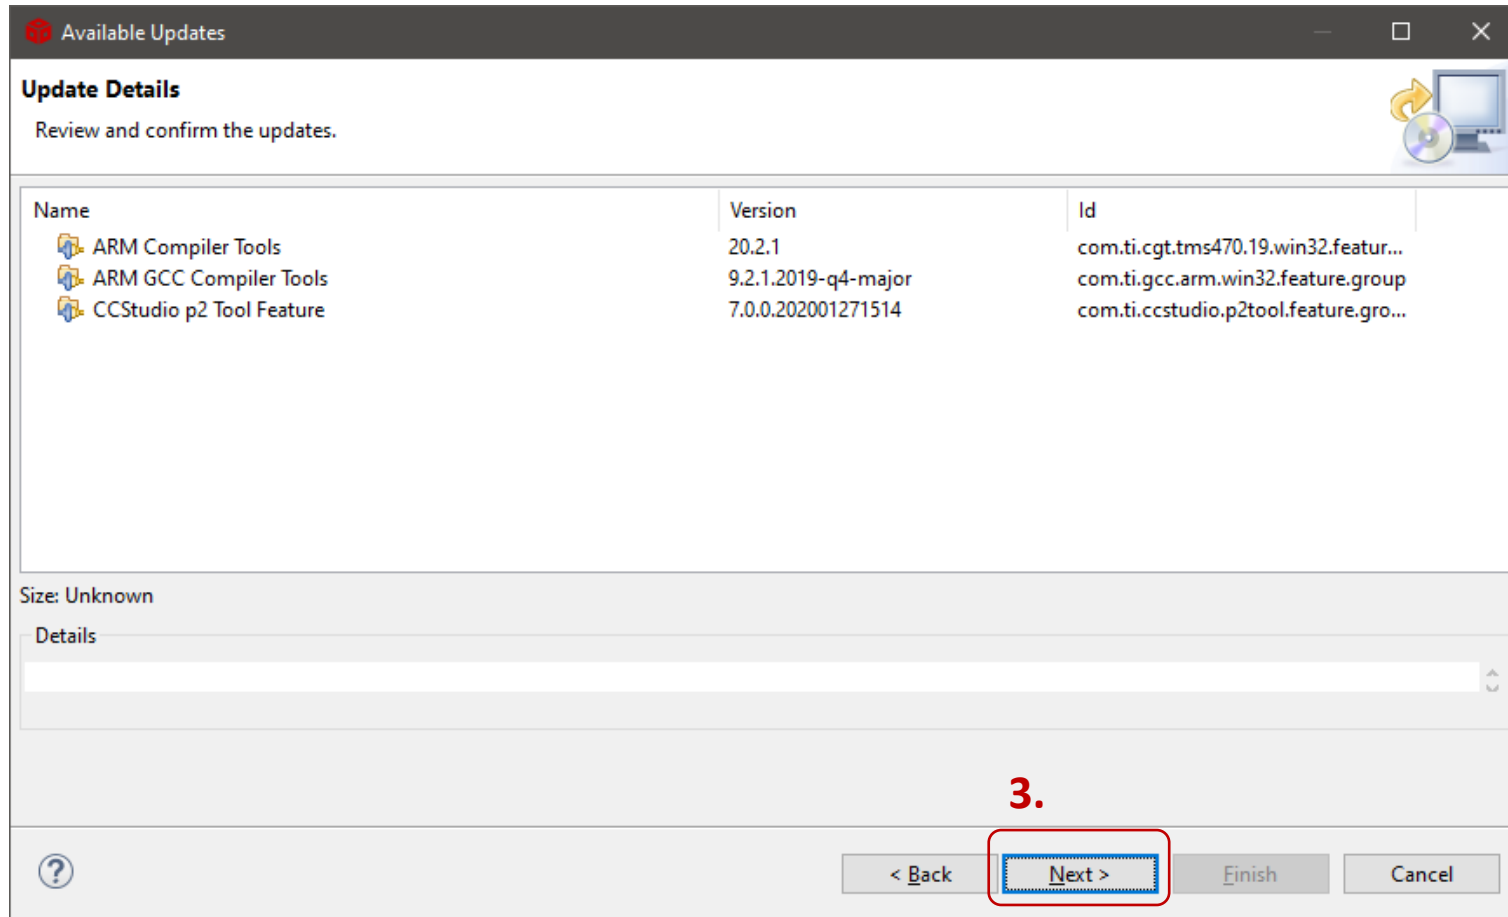 Available Updates
Update Details
Review and confirm the updates.
Name Version Id
ARM Compiler Tools 20.2.1 com.ti.cgt.tms470.19.win32.featur...
ARM GCC Compiler Tools 9.2.1.2019-q4-major com.ti.gcc.arm.win32.feature.group
CCStudio p2 Tool Feature 7.0.0.202001271514 com.ti.ccstudio.p2tool.feature.gro...
Size: Unknown
Details
3.
?
< Back Next > Finish Cancel